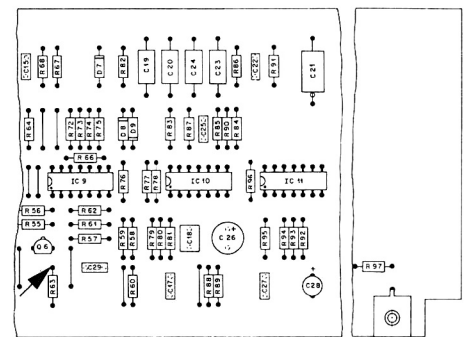 C15 R68 R67 D7 R82 C19 C20 C24 C23 R86 C22 R91 C21
R64 R72 R73 R74 R75 D8 D9 R83 R87 C25 R85 R90 R84
R66
IC 9 R76 R77 R78 IC 10 R96 IC 11
R56 R62
R55 R61
R57 R59 R58 R79 R80 R81 C18 C26 + R95 R94 R93 R92
Q6
C29 R97
R63 R60 C17 R88 R89 C27 + C28